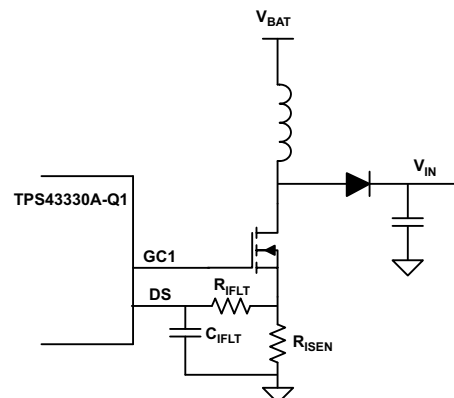 VBAT
VIN
TPS43330A-Q1
GC1
DS
RIFLT
CIFLT
RISEN